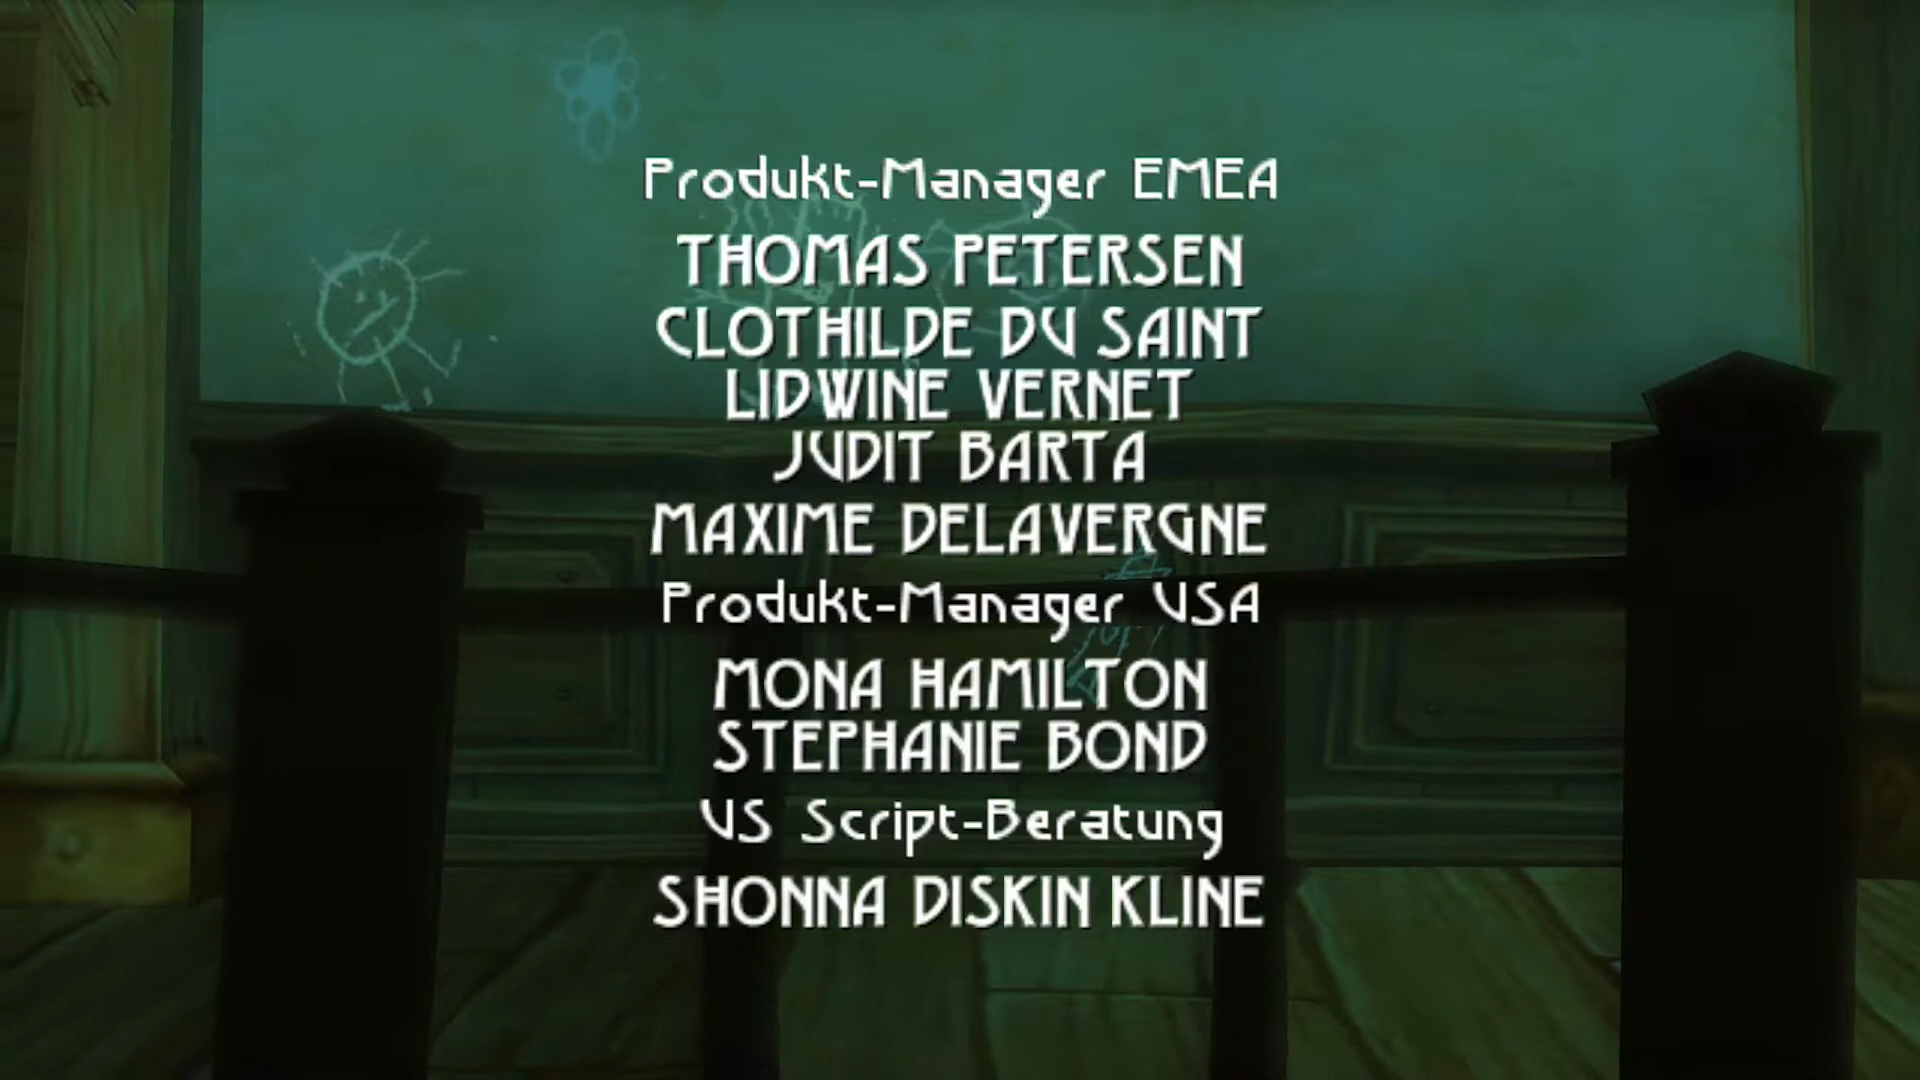 Produkt-Manager EMEA
THOMAS PETERSEN
CLOTHILDE DU SAINT
LIDWINE VERNET
JUDIT BARTA
MAXIME DELAVERGNE
Produkt-Manager USA
MONA HAMILTON
STEPHANIE BOND
US Script-Beratung
SHONNA DISKIN KLINE